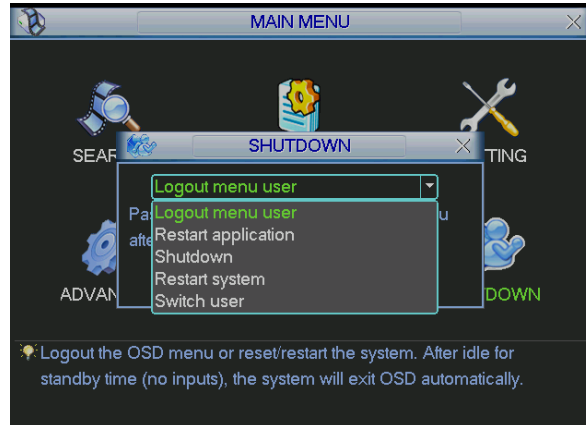 MAIN MENU
SEAR
TING
SHUTDOWN
Logout menu user
Pa
u
Logout menu user
afte
Restart application
Shutdown
Restart system
Switch user
ADVAN
DOWN
Logout the OSD menu or reset/restart the system. After idle for
standby time (no inputs), the system will exit OSD automatically.